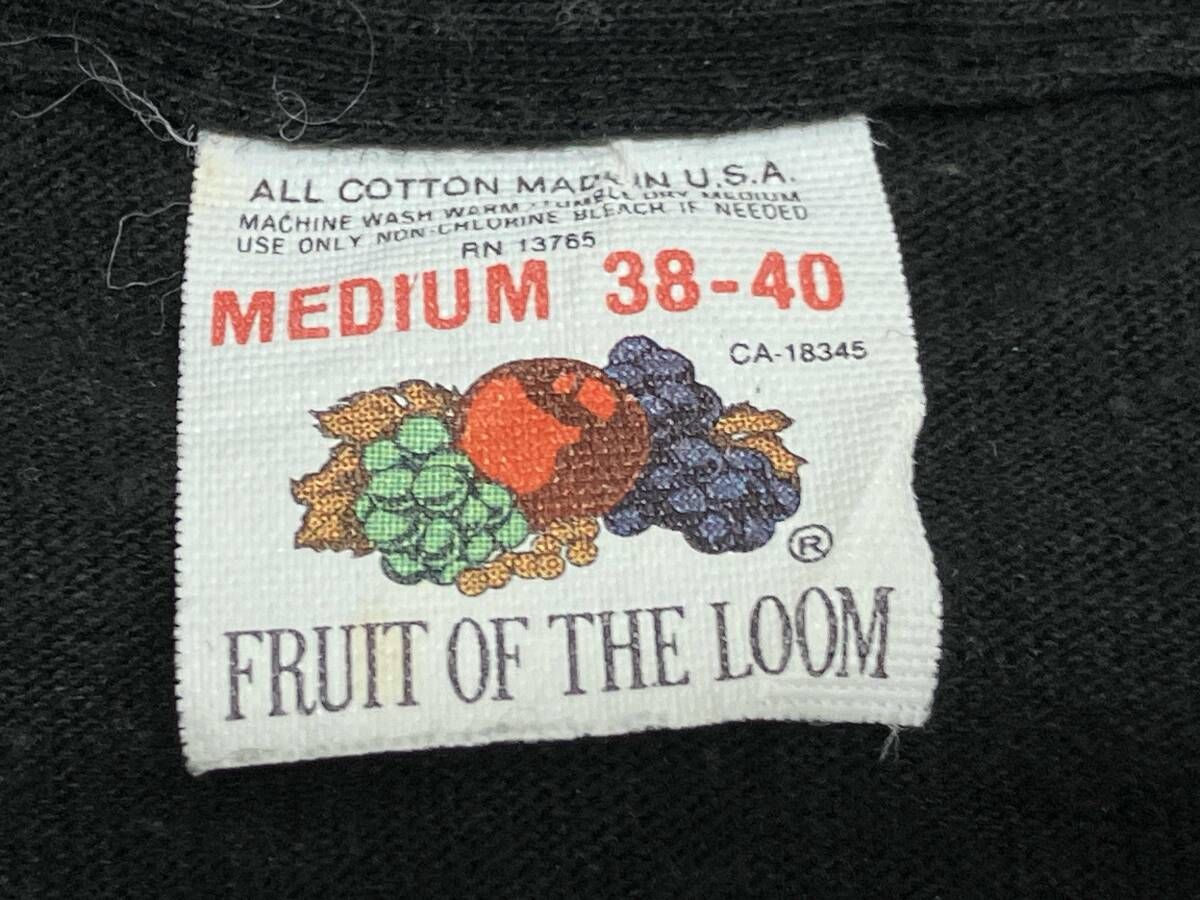 ALL COTTON MADE IN U.S.A.
MACHINE WASH WARM · TUMBLE DRY MEDIUM
USE ONLY NON-CHLORINE BLEACH IF NEEDED
RN 13765
MEDIUM 38-40
CA-18345
®
FRUIT OF THE LOOM